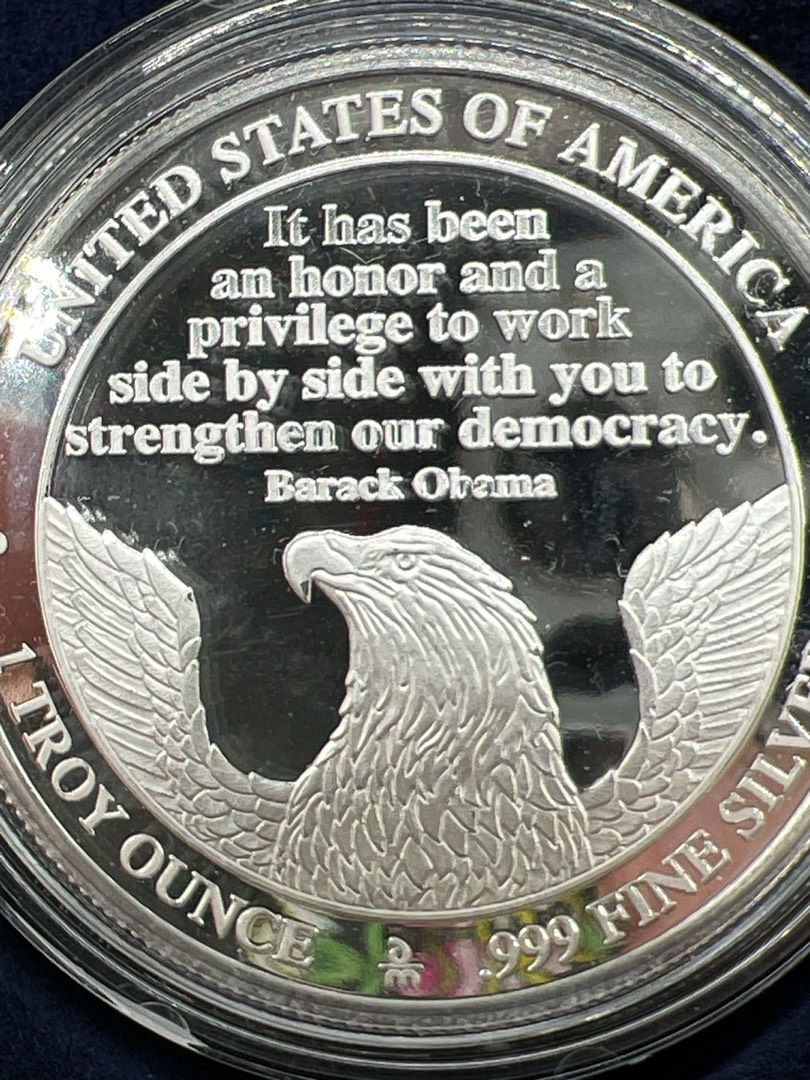 UNITED STATES OF AMERICA
It has been
an honor and a
privilege to work
side by side with you to
strengthen our democracy.
Barack Obama
1 TROY OUNCE
.999 FINE SILVER